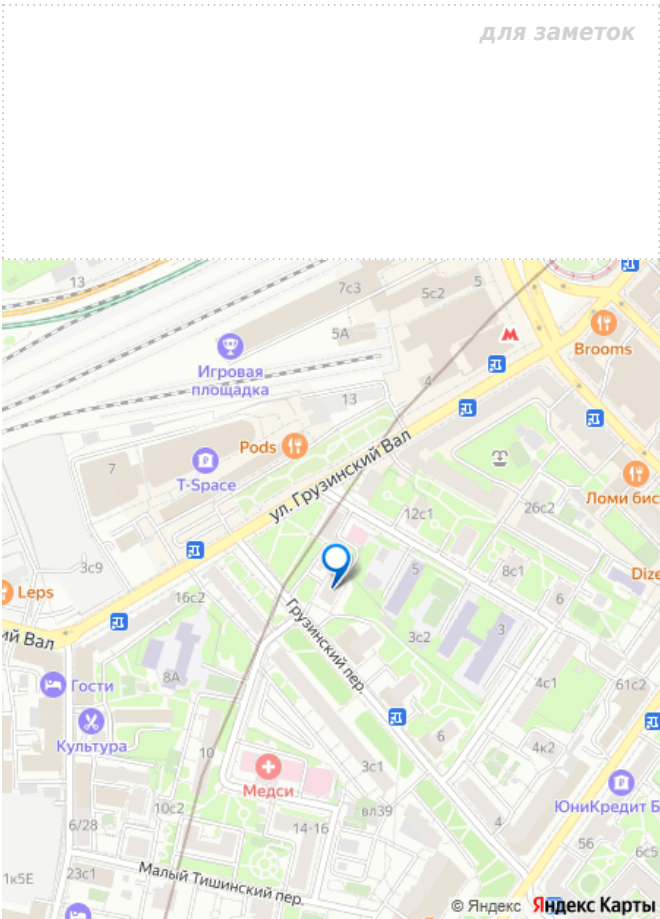 для заметок
13
7с3
5с2
5
5А
М
Brooms
Игровая
площадка
4
13
Pods
ул. Грузинский Вал
7
T-Space
Ломи бис
26с2
12с1
3с9
5
8с1
Dize
Leps
16с2
6
ий Вал
Грузинский пер.
3с2
3
8А
Гости
4с1
61с2
Культура
10
6
4к2
Медси
3с1
ЮниКредит Б
10с2
вл39
6/28
14-16
4
56
6с5
1к5Е
23с1
Малый Тишинский пер.
© Яндекс Яндекс Карты